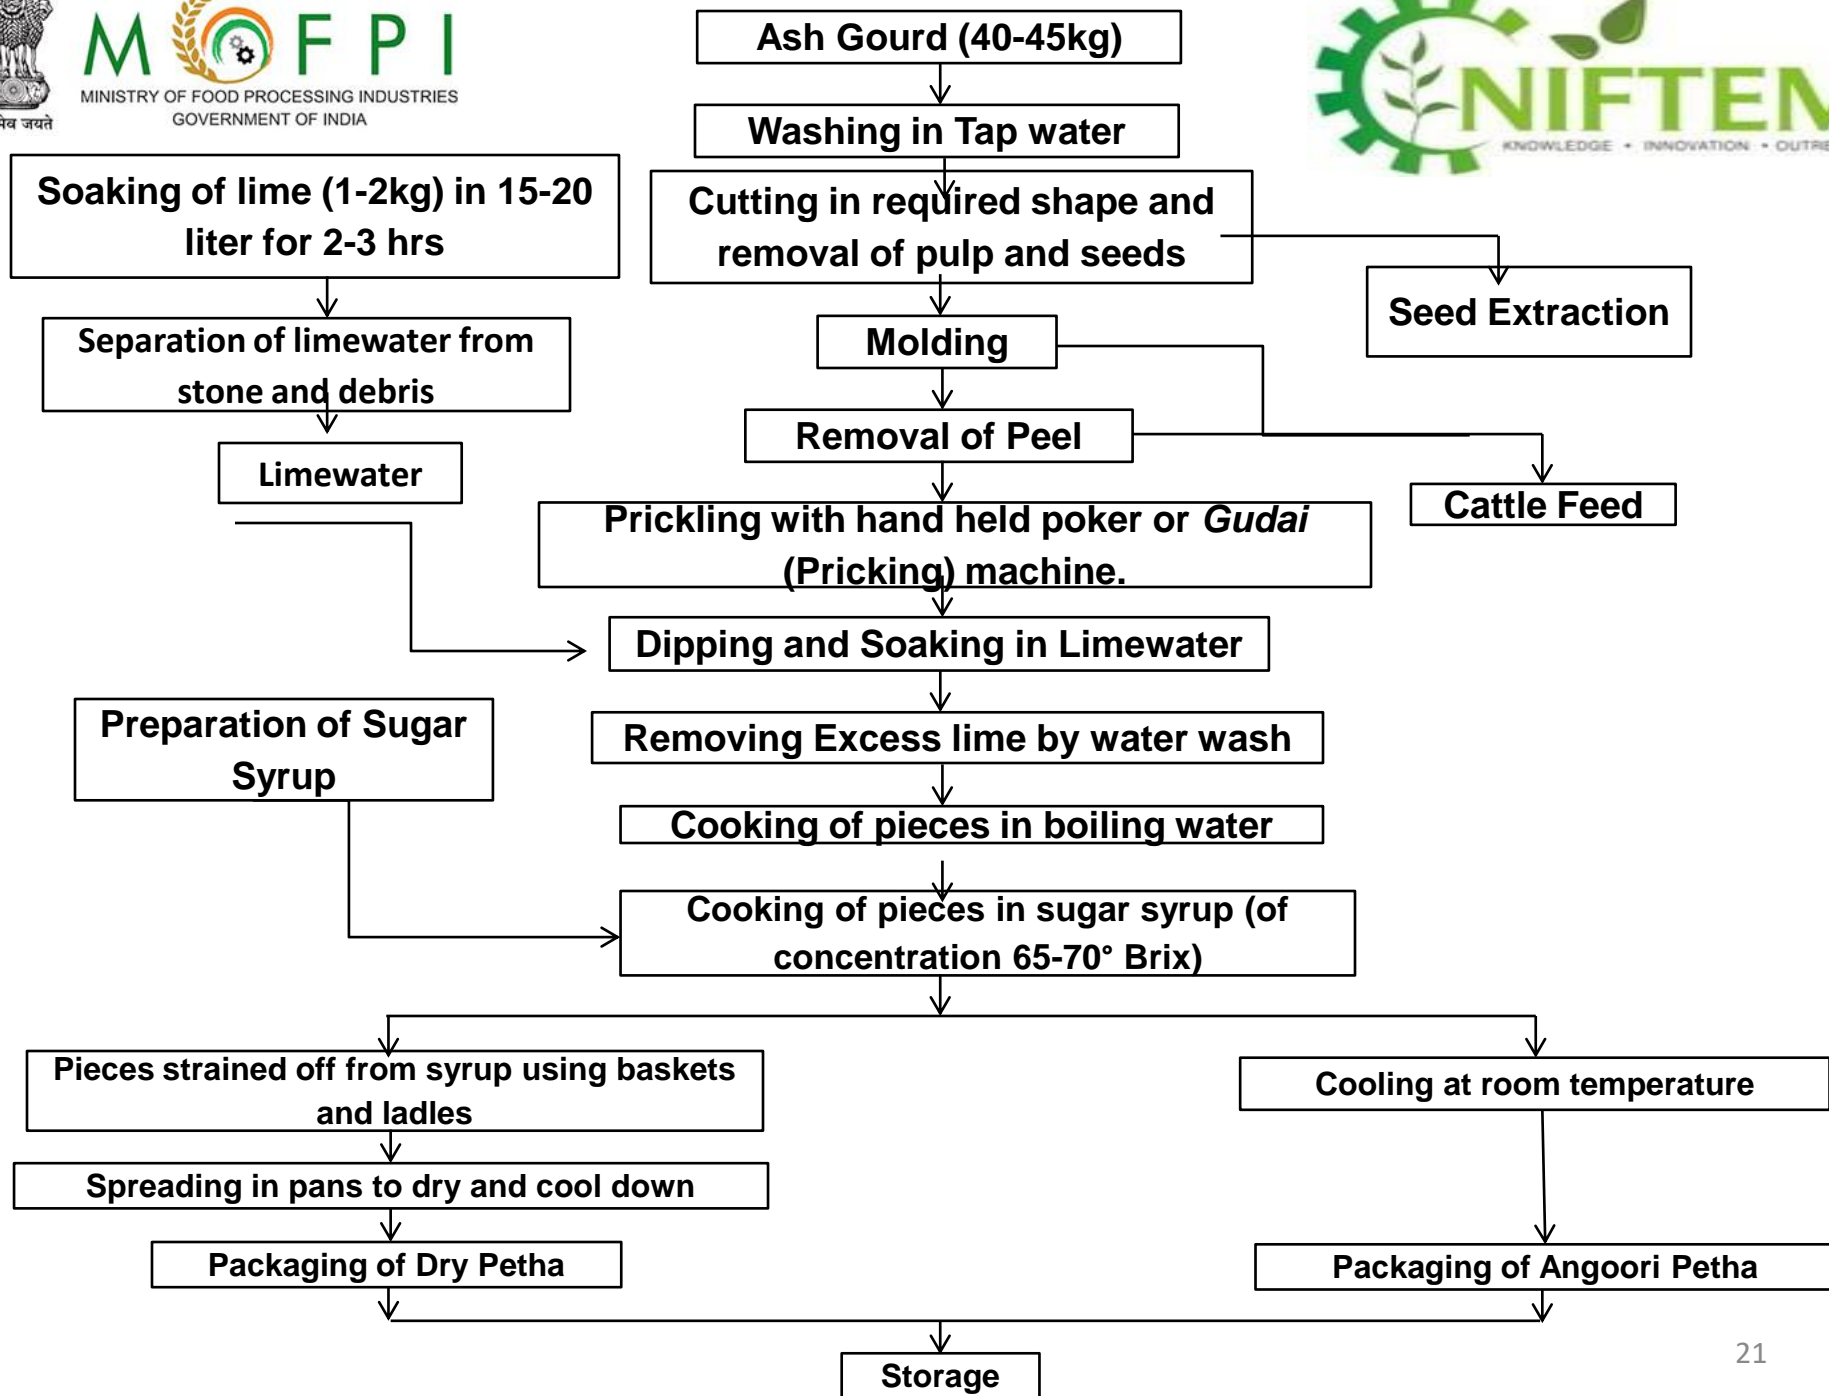 MOFPI
MINISTRY OF FOOD PROCESSING INDUSTRIES
GOVERNMENT OF INDIA
जयते
NIFTEM
KNOWLEDGE • INNOVATION •
Ash Gourd (40-45kg)
Washing in Tap water
Soaking of lime (1-2kg) in 15-20
liter for 2-3 hrs
Cutting in required shape and
removal of pulp and seeds
Seed Extraction
Separation of limewater from
stone and debris
Molding
Removal of Peel
Limewater
Cattle Feed
Prickling with hand held poker or Gudai
(Pricking) machine.
Dipping and Soaking in Limewater
Preparation of Sugar
Syrup
Removing Excess lime by water wash
Cooking of pieces in boiling water
Cooking of pieces in sugar syrup (of
concentration 65-70° Brix)
Pieces strained off from syrup using baskets
and ladles
Cooling at room temperature
Spreading in pans to dry and cool down
Packaging of Dry Petha
Packaging of Angoori Petha
Storage
21